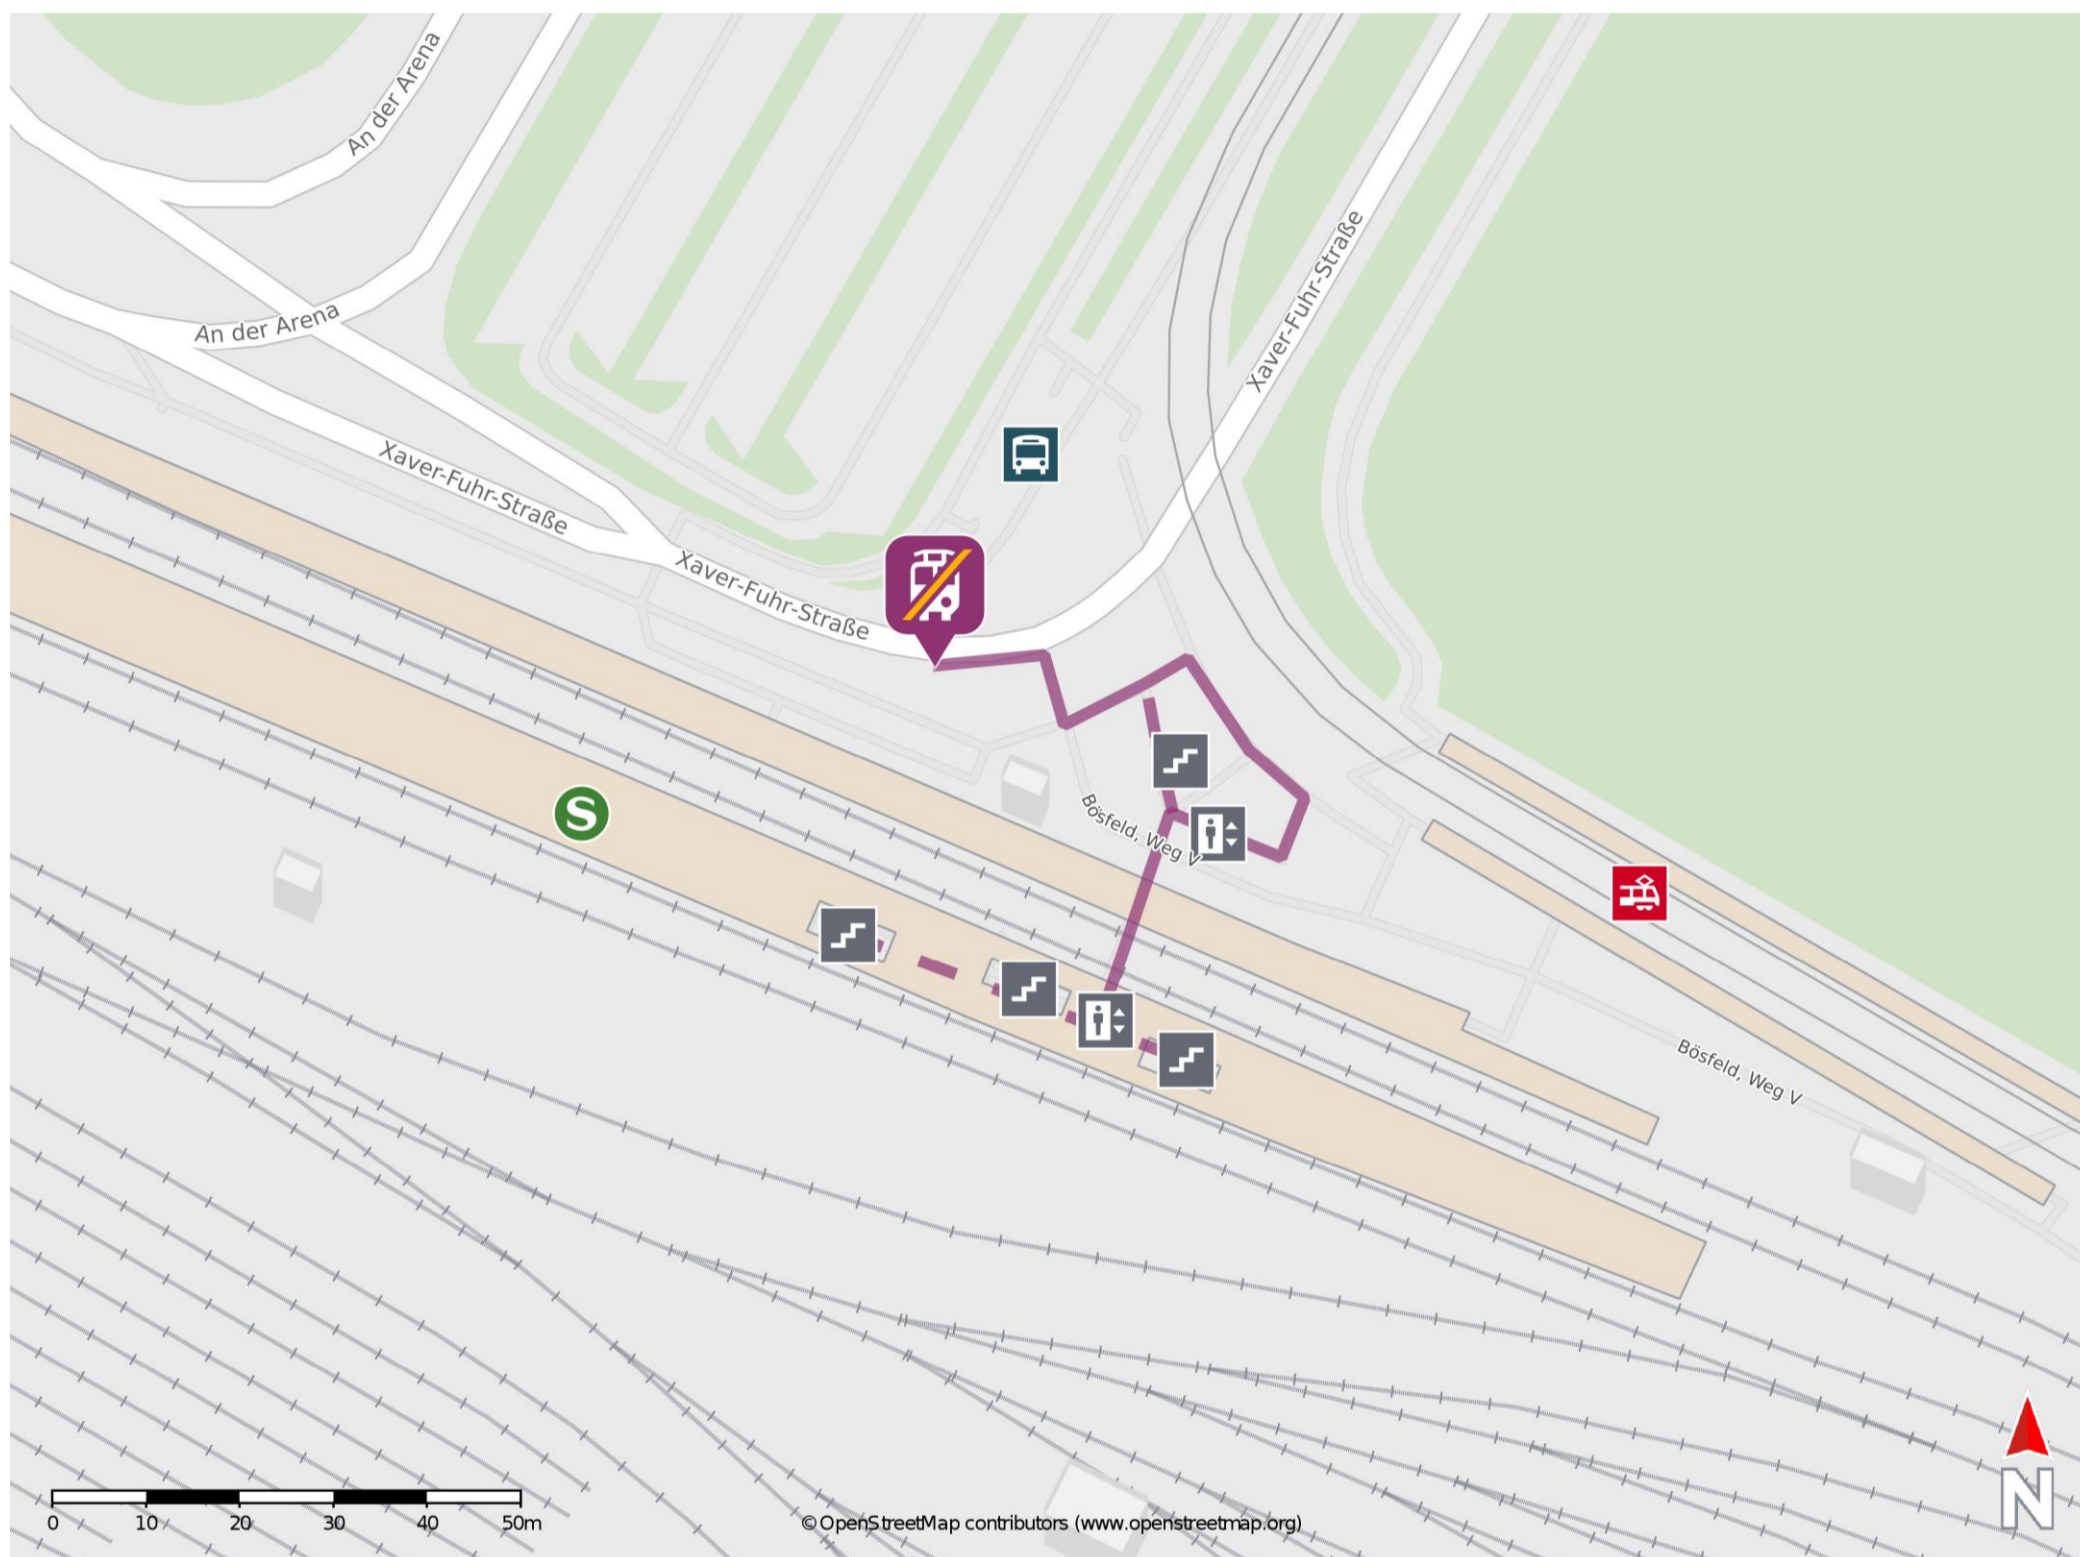 An der Arena
An der Arena
Xaver-Fuhr-Straße
Xaver-Fuhr-Straße
Xaver-Fuhr-Straße
S
Bösfeld, Weg V
Bösfeld, Weg V
N
0 10 20 30 40 50m
© OpenStreetMap contributors (www.openstreetmap.org)